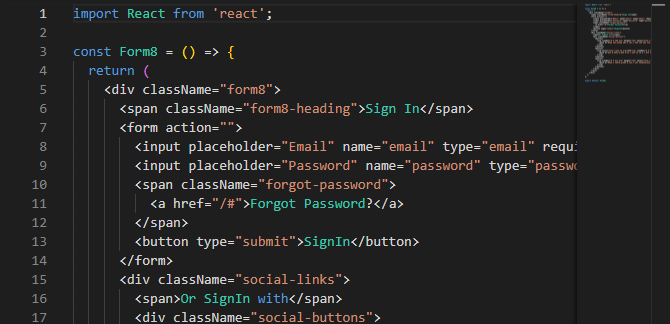 1 import React from 'react';
2
3 const Form8 = () => {
4 return (
5 <div className="form8">
6 <span className="form8-heading">Sign In</span>
7 <form action="">
8 <input placeholder="Email" name="email" type="email" requi
9 <input placeholder="Password" name="password" type="passw
10 <span className="forgot-password">
11 <a href="/#">Forgot Password?</a>
12 </span>
13 <button type="submit">SignIn</button>
14 </form>
15 <div className="social-links">
16 <span>Or SignIn with</span>
17 <div className="social-buttons">